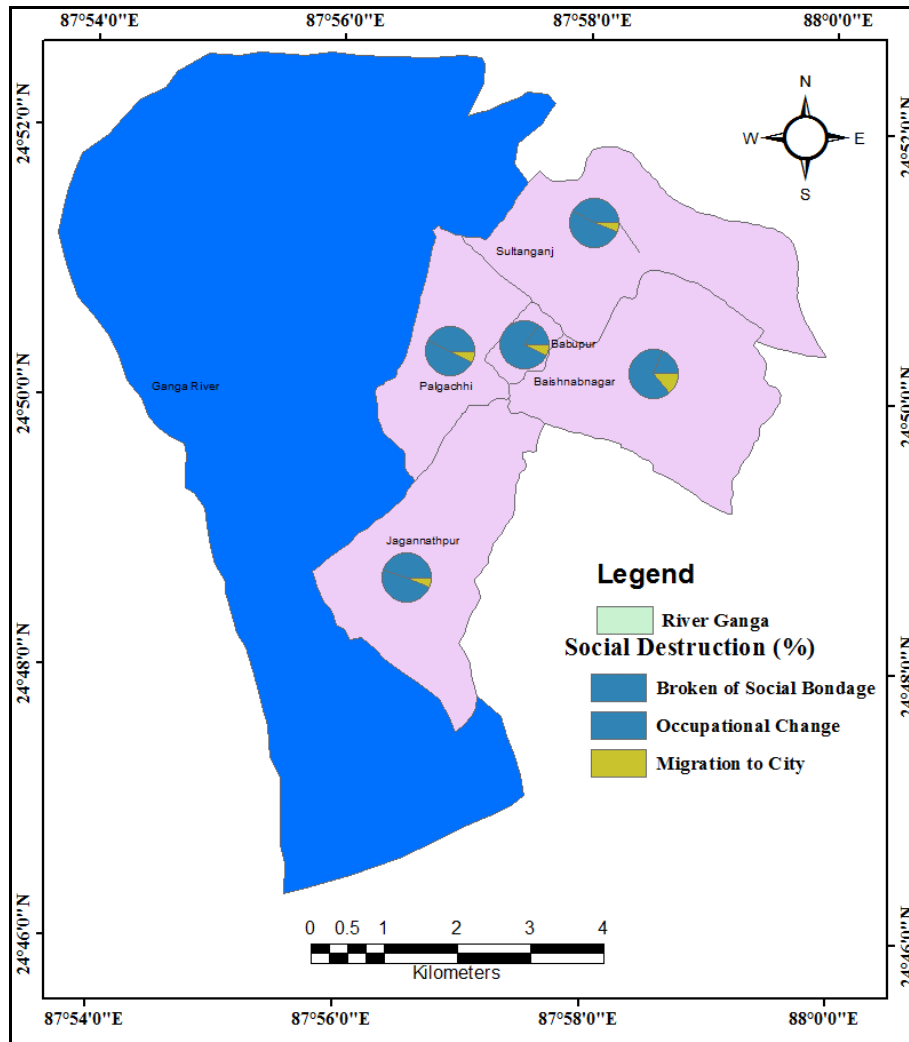 87°54'0"E 87°56'0"E 87°58'0"E 88°0'0"E
24°52'0"N 24°52'0"N
N
W E
S
Sultanganj
Babupur
Ganga River Palgachhi Baishnabnagar
24°50'0"N 24°50'0"N
Jagannathpur
Legend
River Ganga
Social Destruction (%)
24°48'0"N 24°48'0"N
Broken of Social Bondage
Occupational Change
Migration to City
0 0.5 1 2 3 4
Kilometers
24°46'0"N 24°46'0"N
87°54'0"E 87°56'0"E 87°58'0"E 88°0'0"E